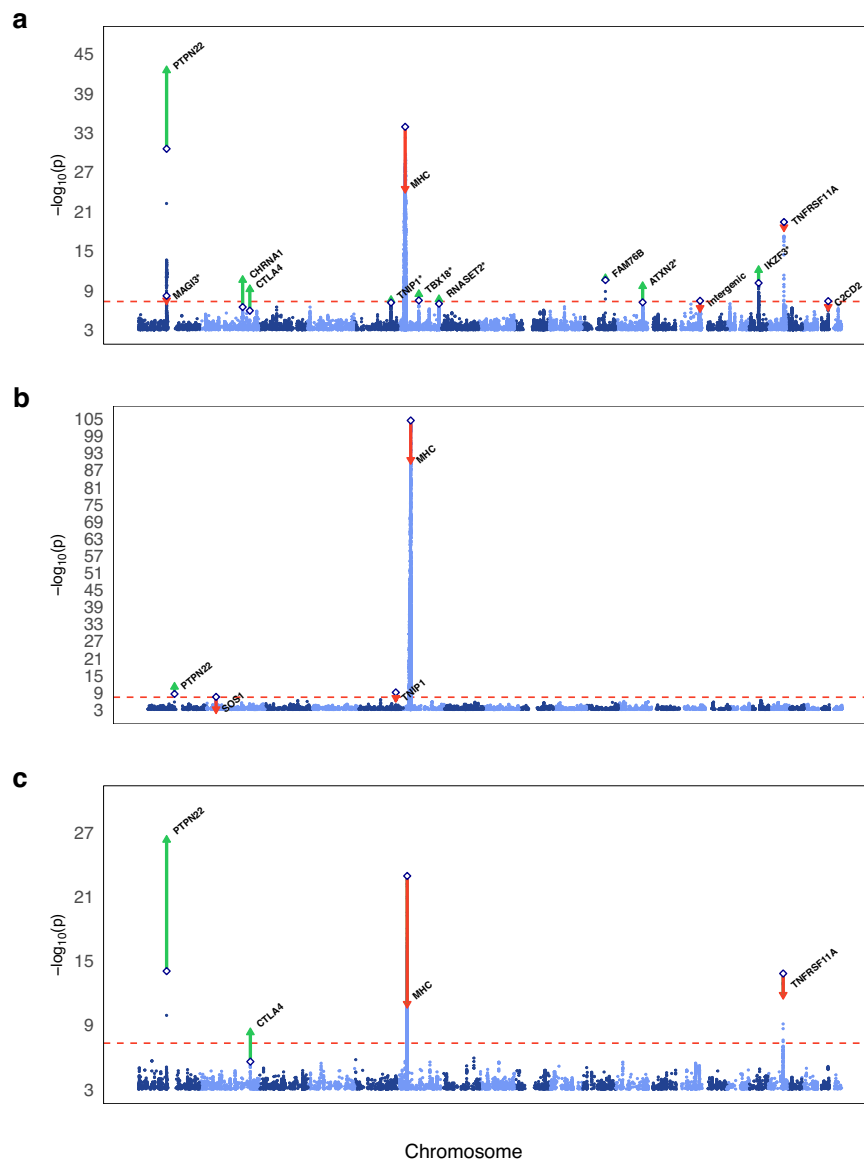 a
45
39
33
27
21
15
9
3
−log10(p)
PTPN22
MAGI3*
CHRNA1
CTLA4
TNIP1*
MHC
TBX18*
RNASET2*
FAM76B
ATXN2*
Intergenic
IKZF3*
TNFRSF11A
C2CD2
b
105
99
93
87
81
75
69
63
57
51
45
39
33
27
21
15
9
3
−log10(p)
PTPN22
SOS1
TNIP1
MHC
c
27
21
15
9
3
−log10(p)
PTPN22
CTLA4
MHC
TNFRSF11A
Chromosome